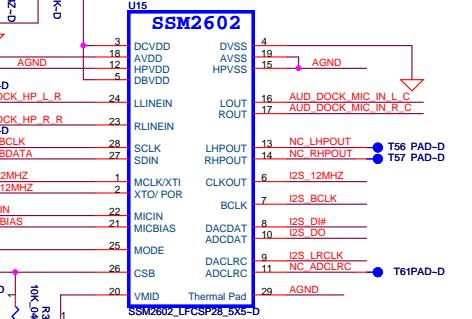 U15
SSM2602
3 DCVDD DVSS 4
18 AVDD AVSS 19
AGND 12 HPVDD HPVSS 15 AGND
5 DBVDD
OCK_HP_L_R 24 LLINEIN LOUT 16 AUD_DOCK_MIC_IN_L_C
ROUT 17 AUD_DOCK_MIC_IN_R_C
OCK_HP_R_R 23 RLINEIN
BCLK 28 SCLK LHPOUT 13 NC_LHPOUT T56 PAD~D
BDATA 27 SDIN RHPOUT 14 NC_RHPOUT T57 PAD~D
2MHZ 1 MCLK/XTI CLKOUT 6 I2S_12MHZ
12MHZ 2 XTO/ POR
BCLK 7 I2S_BCLK
IN 22 MICIN
BIAS 21 MICBIAS DACDAT 8 I2S_DI#
ADCDAT 10 I2S_DO
25 MODE
DACLRC 9 I2S_LRCLK
26 CSB ADCLRC 11 NC_ADCLRC T61PAD~D
20 VMID Thermal Pad 29 AGND
SSM2602_LFCSP28_5X5~D